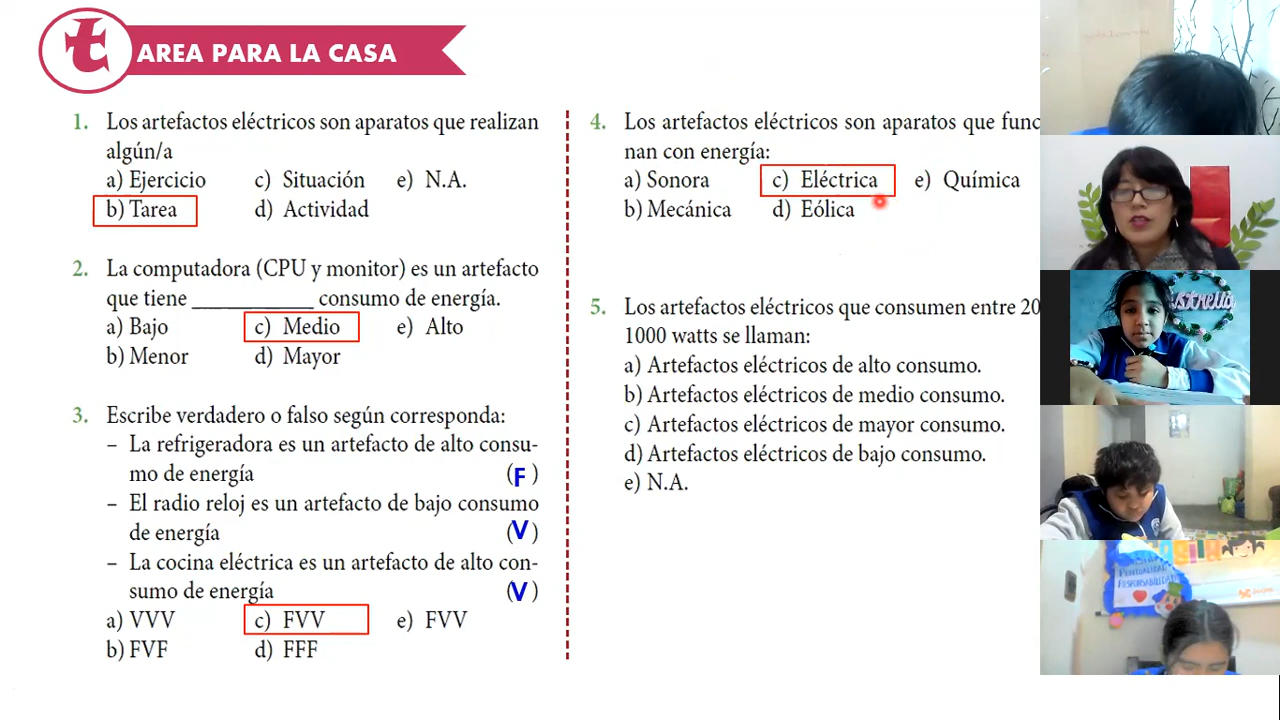 t AREA PARA LA CASA
1. Los artefactos eléctricos son aparatos que realizan
algún/a
a) Ejercicio c) Situación e) N.A.
b) Tarea d) Actividad
2. La computadora (CPU y monitor) es un artefacto
que tiene ____________ consumo de energía.
a) Bajo c) Medio e) Alto
b) Menor d) Mayor
3. Escribe verdadero o falso según corresponda:
– La refrigeradora es un artefacto de alto consu-
mo de energía (F)
– El radio reloj es un artefacto de bajo consumo
de energía (V)
– La cocina eléctrica es un artefacto de alto con-
sumo de energía (V)
a) VVV c) FVV e) FVV
b) FVF d) FFF
4. Los artefactos eléctricos son aparatos que func
nan con energía:
a) Sonora c) Eléctrica e) Química
b) Mecánica d) Eólica
5. Los artefactos eléctricos que consumen entre 20
1000 watts se llaman:
a) Artefactos eléctricos de alto consumo.
b) Artefactos eléctricos de medio consumo.
c) Artefactos eléctricos de mayor consumo.
d) Artefactos eléctricos de bajo consumo.
e) N.A.
PUNTUALIDAD
RESPONSABILIDAD